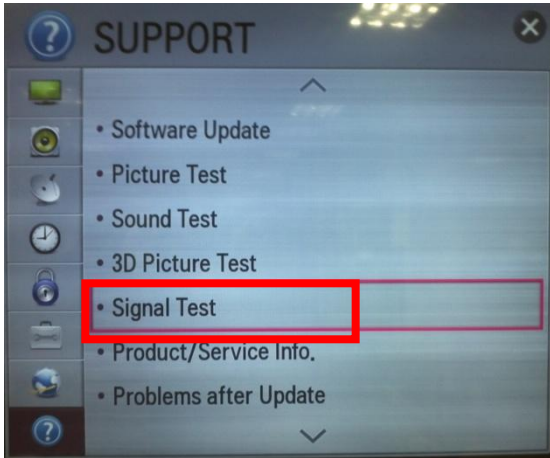 SUPPORT
• Software Update
• Picture Test
• Sound Test
• 3D Picture Test
• Signal Test
• Product/Service Info.
• Problems after Update